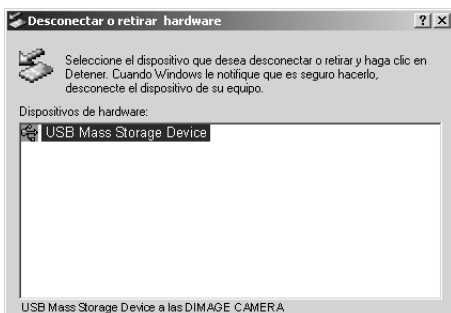 Desconectar o retirar hardware
Seleccione el dispositivo que desea desconectar o retirar y haga clic en
Detener. Cuando Windows le notifique que es seguro hacerlo,
desconecte el dispositivo de su equipo.
Dispositivos de hardware:
USB Mass Storage Device
USB Mass Storage Device a las DIMAGE CAMERA